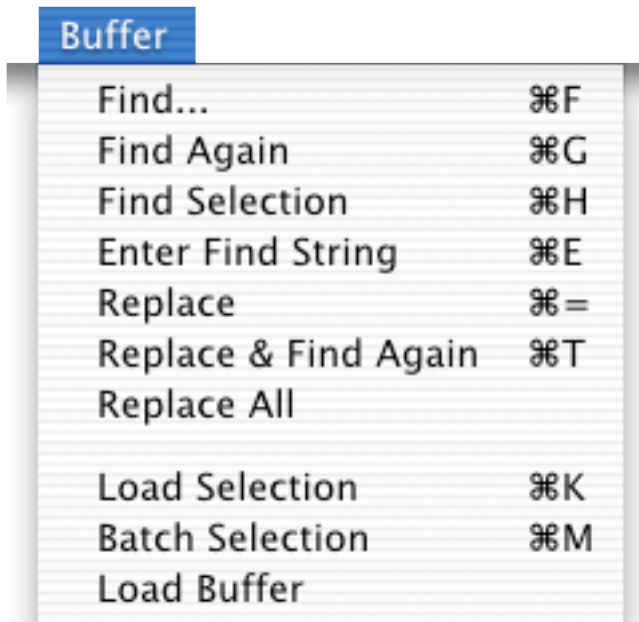 Buffer
Find... ⌘F
Find Again ⌘G
Find Selection ⌘H
Enter Find String ⌘E
Replace ⌘=
Replace & Find Again ⌘T
Replace All
Load Selection ⌘K
Batch Selection ⌘M
Load Buffer